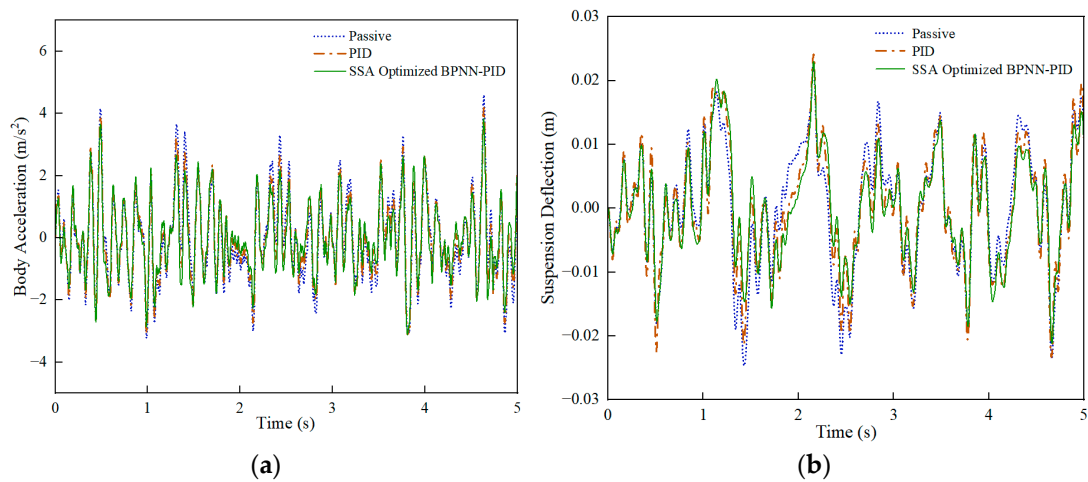 Passive
PID
SSA Optimized BPNN-PID
6
4
2
0
−2
−4
Body Acceleration (m/s²)
0 1 2 3 4 5
Time (s)
(a)
Passive
PID
SSA Optimized BPNN-PID
0.03
0.02
0.01
0.00
−0.01
−0.02
−0.03
Suspension Deflection (m)
0 1 2 3 4 5
Time (s)
(b)